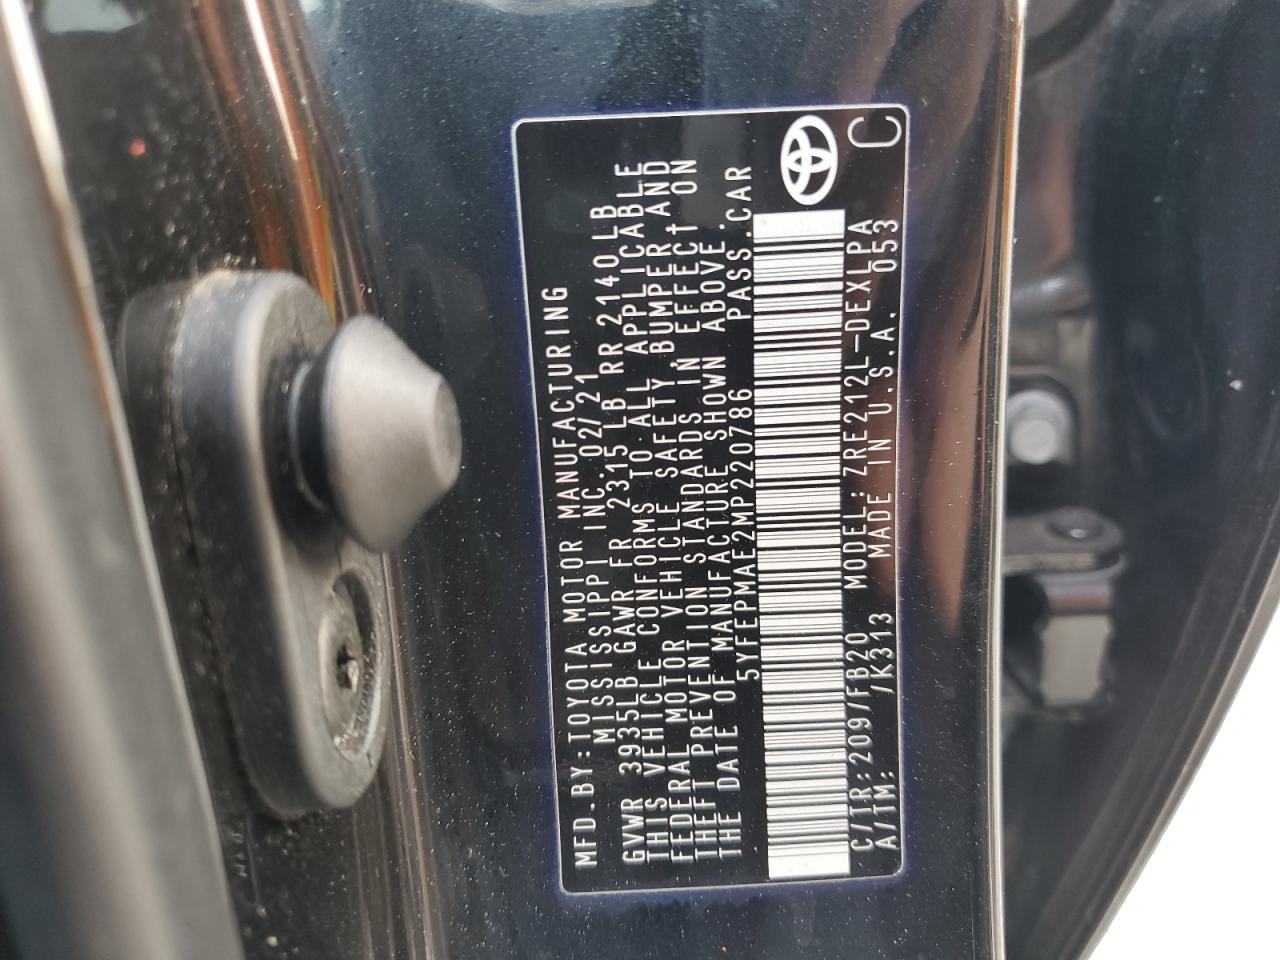 MFD.BY:TOYOTA MOTOR MANUFACTURING
MISSISSIPPI INC.02/21
GVWR 3935LB GAWR FR 2315LB RR 2140LB
THIS VEHICLE CONFORMS TO ALL APPLICABLE
FEDERAL MOTOR VEHICLE SAFETY,BUMPER,AND
THEFT PREVENTION STANDARDS IN EFFECT ON
THE DATE OF MANUFACTURE SHOWN ABOVE.
5YFEPMAE2MP220786 PASS.CAR
C/TR:209/FB20 MODEL:ZRE212L-DEXLPA
A/TM: /K313 MADE IN U.S.A. 053 C